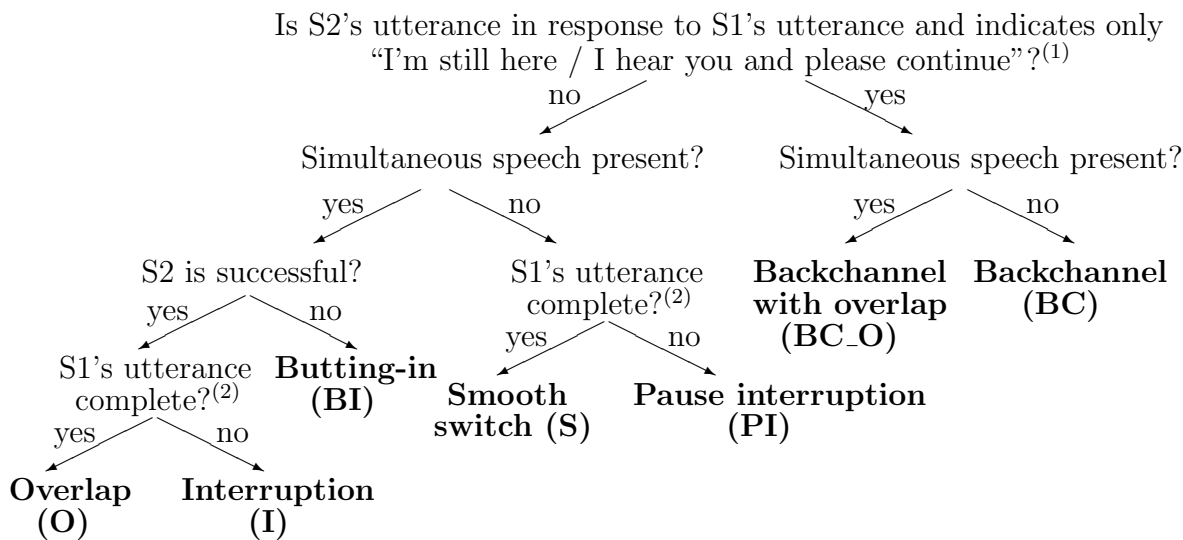 Is S2's utterance in response to S1's utterance and indicates only
“I'm still here / I hear you and please continue”?(1)
no
yes
Simultaneous speech present?
Simultaneous speech present?
yes
no
yes
no
S2 is successful?
S1's utterance
complete?(2)
Backchannel
with overlap
(BC_O)
Backchannel
(BC)
yes
no
yes
no
S1's utterance
complete?(2)
Butting-in
(BI)
Smooth
switch (S)
Pause interruption
(PI)
yes
no
Overlap
(O)
Interruption
(I)